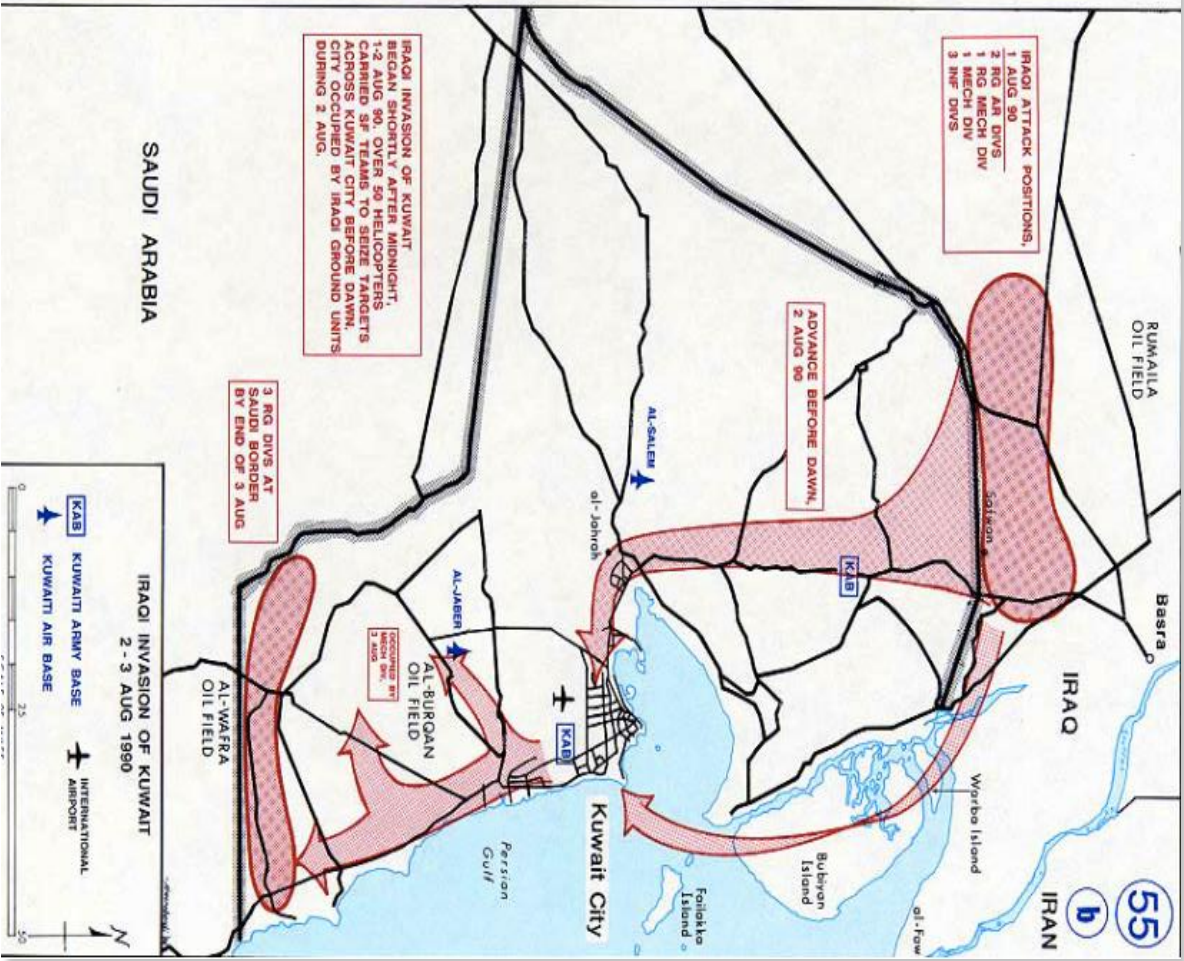 55
b
IRAQI ATTACK POSITIONS,
1 AUG 90
2 RG AR DIVS
1 RG MECH DIV
1 MECH DIV
3 INF DIVS
RUMAILA
OIL FIELD
Basra
IRAQ
IRAN
Safwan
Warba Island
al-Faw
Bubiyan
Island
Failakka
Island
ADVANCE BEFORE DAWN,
2 AUG 90
KAB
AL-SALEM
al-Jahrah
KAB
Kuwait City
Persian
Gulf
IRAQI INVASION OF KUWAIT
BEGAN SHORTLY AFTER MIDNIGHT,
1-2 AUG 90. OVER 50 HELICOPTERS
CARRIED SF TEAMS TO SEIZE TARGETS
ACROSS KUWAIT CITY BEFORE DAWN.
CITY OCCUPIED BY IRAQI GROUND UNITS
DURING 2 AUG.
AL-JABER
AL-BURQAN
OIL FIELD
OCCUPIED BY
MECH DIV,
3 AUG
3 RG DIVS AT
SAUDI BORDER
BY END OF 3 AUG
AL-WAFRA
OIL FIELD
SAUDI ARABIA
IRAQI INVASION OF KUWAIT
2 - 3 AUG 1990
KAB KUWAITI ARMY BASE
KUWAITI AIR BASE
INTERNATIONAL
AIRPORT
N
0 25 50